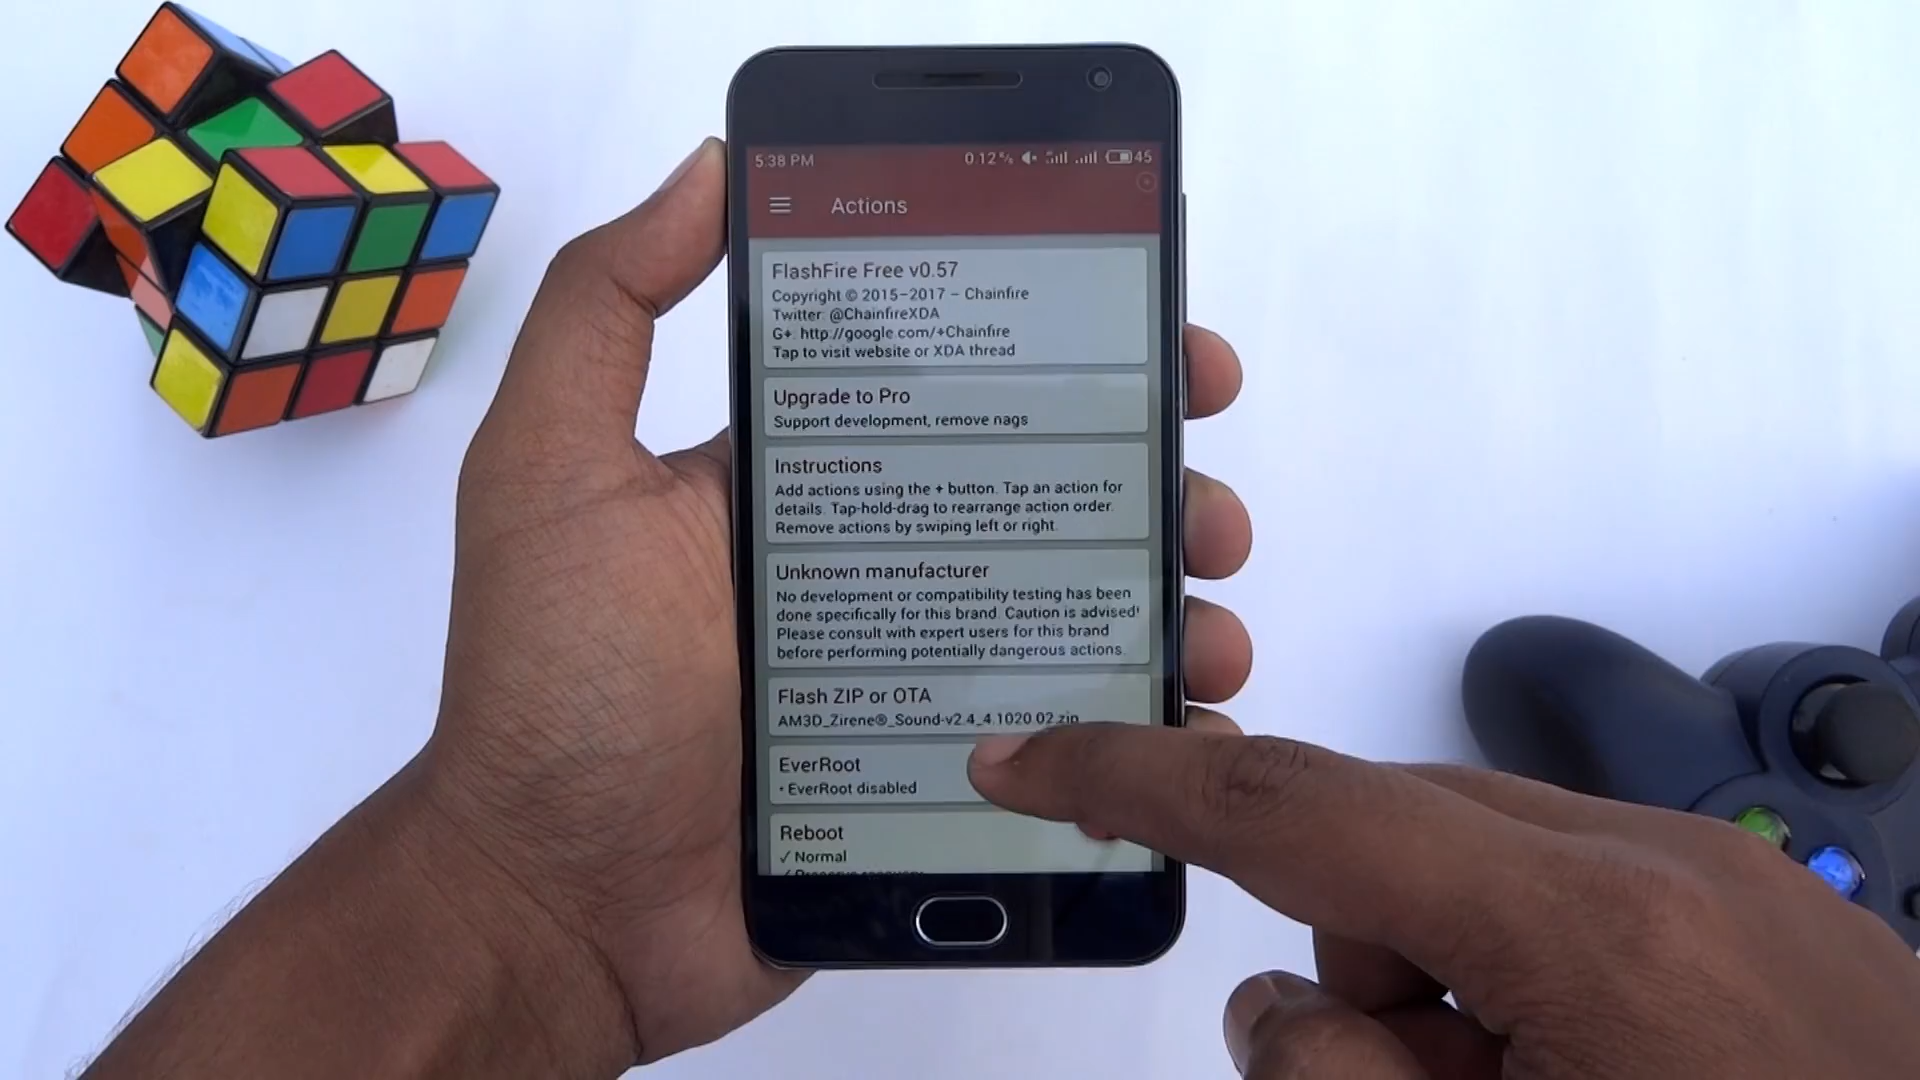 5:38 PM
0.12 % 45
Actions
FlashFire Free v0.57
Copyright © 2015–2017 – Chainfire
Twitter: @ChainfireXDA
G+: http://google.com/+Chainfire
Tap to visit website or XDA thread
Upgrade to Pro
Support development, remove nags
Instructions
Add actions using the + button. Tap an action for
details. Tap-hold-drag to rearrange action order.
Remove actions by swiping left or right.
Unknown manufacturer
No development or compatibility testing has been
done specifically for this brand. Caution is advised!
Please consult with expert users for this brand
before performing potentially dangerous actions.
Flash ZIP or OTA
AM3D_Zirene®_Sound-v2.4_4.1020.02.zip
EverRoot
• EverRoot disabled
Reboot
✓ Normal
✓ Preserve recovery